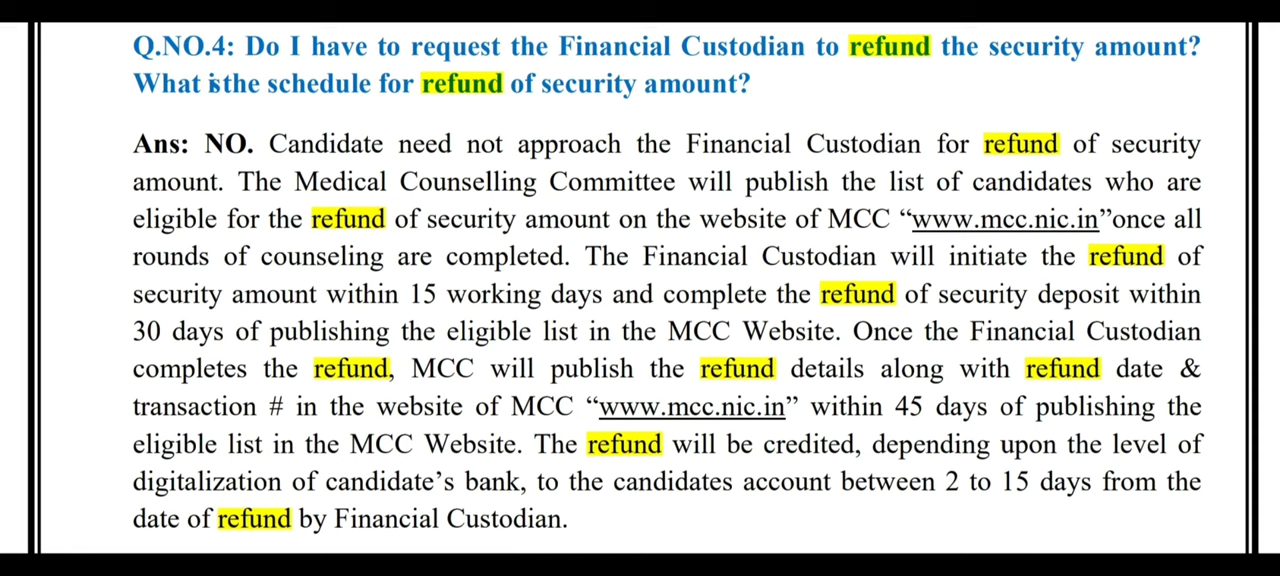 Q.NO.4: Do I have to request the Financial Custodian to refund the security amount?
What is the schedule for refund of security amount?
Ans: NO. Candidate need not approach the Financial Custodian for refund of security
amount. The Medical Counselling Committee will publish the list of candidates who are
eligible for the refund of security amount on the website of MCC “www.mcc.nic.in”once all
rounds of counseling are completed. The Financial Custodian will initiate the refund of
security amount within 15 working days and complete the refund of security deposit within
30 days of publishing the eligible list in the MCC Website. Once the Financial Custodian
completes the refund, MCC will publish the refund details along with refund date &
transaction # in the website of MCC “www.mcc.nic.in” within 45 days of publishing the
eligible list in the MCC Website. The refund will be credited, depending upon the level of
digitalization of candidate’s bank, to the candidates account between 2 to 15 days from the
date of refund by Financial Custodian.